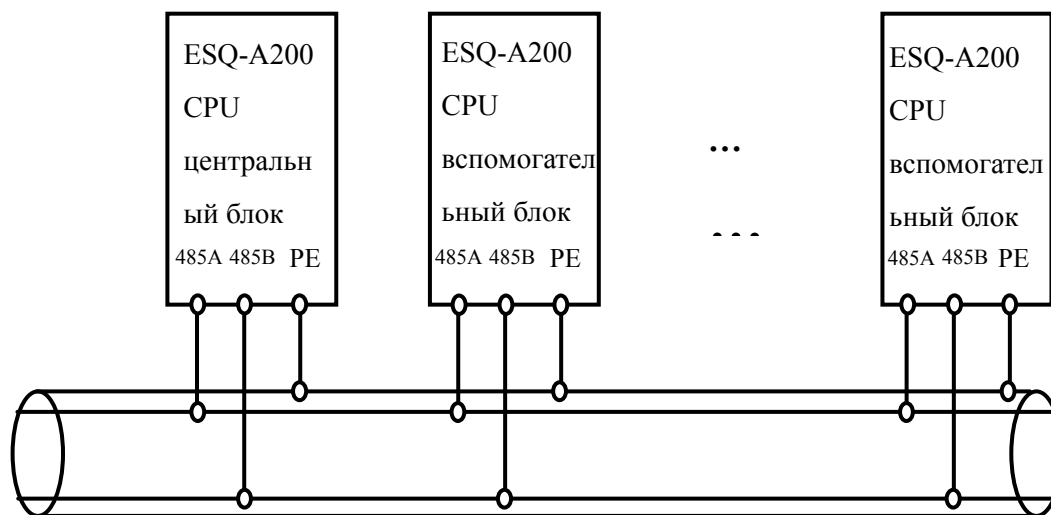 ESQ-A200
CPU
центральн
ый блок
485A 485B PE
ESQ-A200
CPU
вспомогател
ьный блок
485A 485B PE
...
...
ESQ-A200
CPU
вспомогател
ьный блок
485A 485B PE